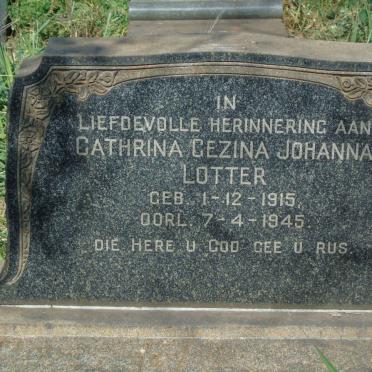 IN
LIEFDEVOLLE HERINNERING AAN
CATHRINA GEZINA JOHANNA
LOTTER
GEB. 1-12-1915.
OORL. 7-4-1945.
DIE HERE U GOD GEE U RUS.